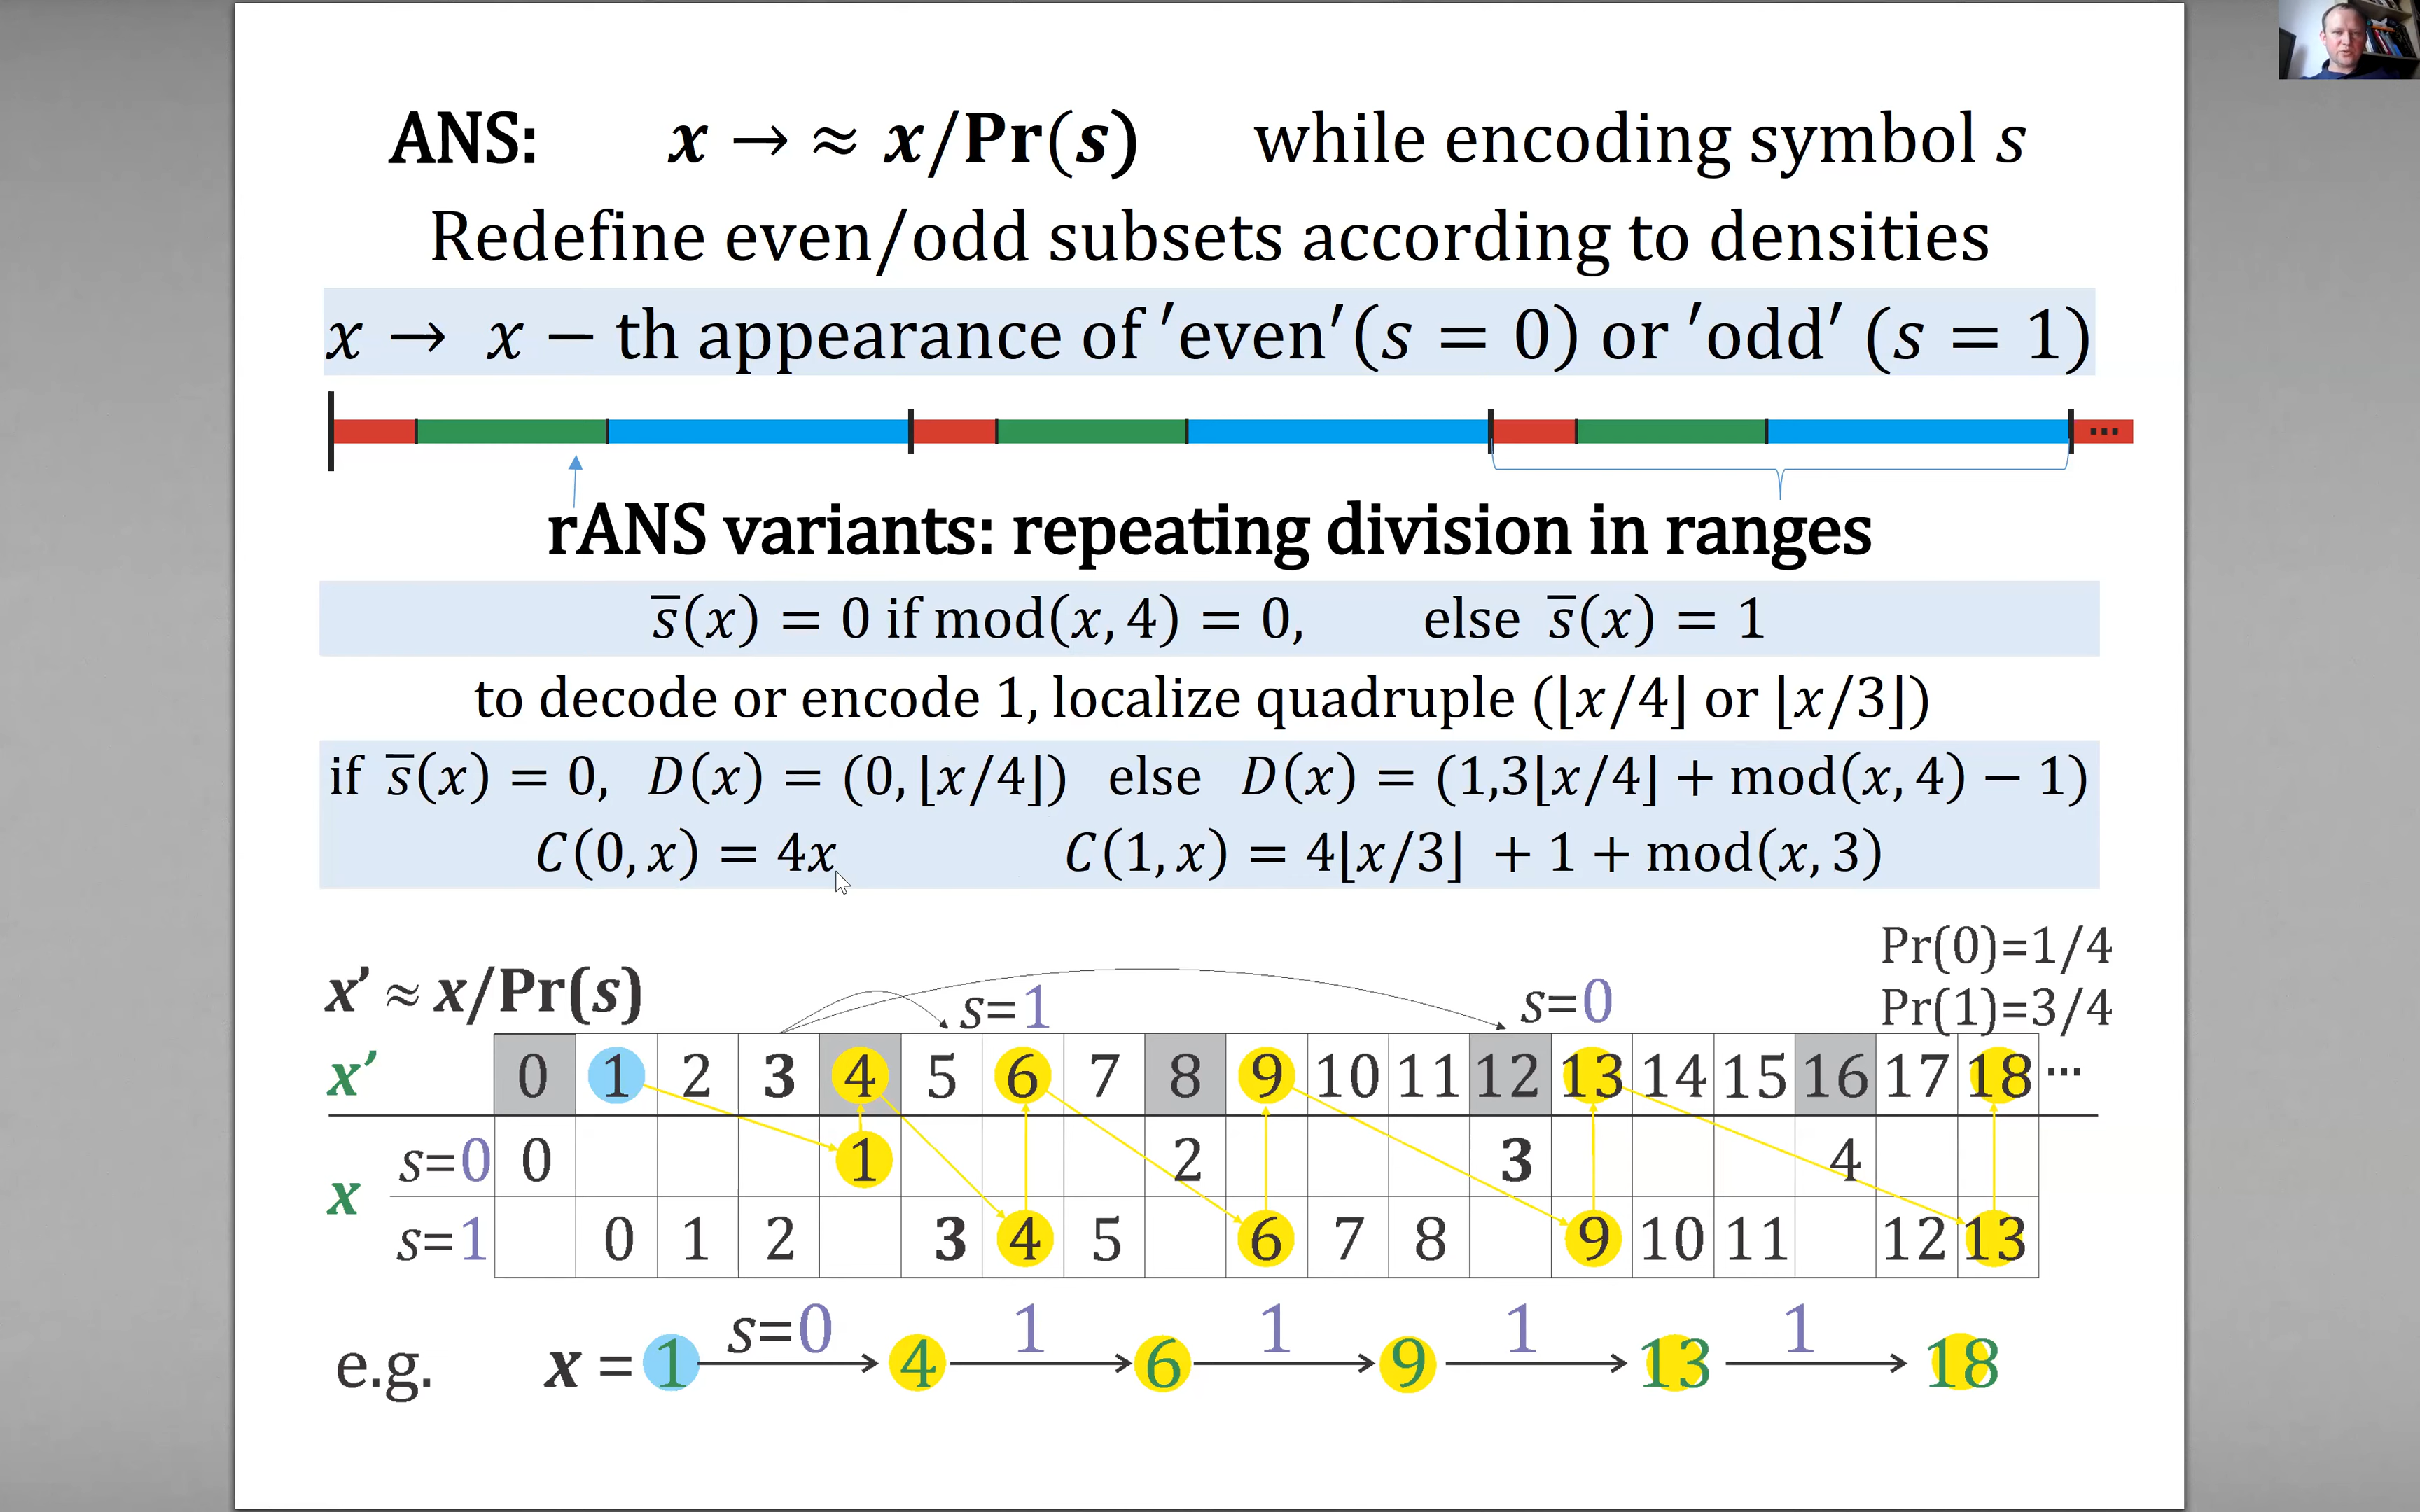 ANS: x → ≈ x/Pr(s) while encoding symbol s
Redefine even/odd subsets according to densities
x → x − th appearance of ′even′(s = 0) or ′odd′ (s = 1)
...
rANS variants: repeating division in ranges
s̅(x) = 0 if mod(x, 4) = 0, else s̅(x) = 1
to decode or encode 1, localize quadruple (⌊x/4⌋ or ⌊x/3⌋)
if s̅(x) = 0, D(x) = (0, ⌊x/4⌋) else D(x) = (1,3⌊x/4⌋ + mod(x, 4) − 1)
C(0, x) = 4x C(1, x) = 4⌊x/3⌋ + 1 + mod(x, 3)
Pr(0)=1/4
x’ ≈ x/Pr(s) s=1 s=0 Pr(1)=3/4
x’ 0 1 2 3 4 5 6 7 8 9 10 11 12 13 14 15 16 17 18 ...
x
s=0 0 1 2 3 4
s=1 0 1 2 3 4 5 6 7 8 9 10 11 12 13
s=0 1 1 1 1
e.g. x = 1 4 6 9 13 18